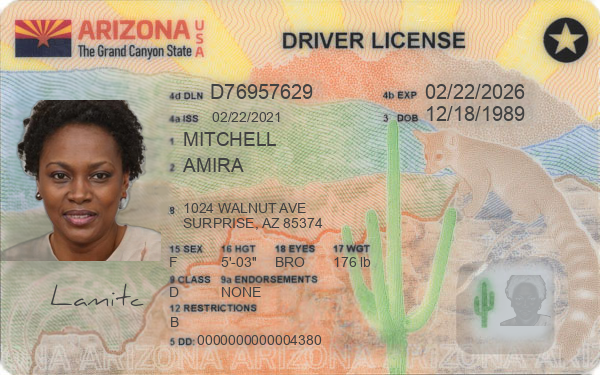 ARIZONA USA
The Grand Canyon State
DRIVER LICENSE
4d DLN D76957629
4b EXP 02/22/2026
4a ISS 02/22/2021
3 DOB 12/18/1989
1 MITCHELL
2 AMIRA
8 1024 WALNUT AVE
SURPRISE, AZ 85374
15 SEX 16 HGT 18 EYES 17 WGT
F 5'-03" BRO 176 lb
9 CLASS 9a ENDORSEMENTS
D NONE
12 RESTRICTIONS
B
5 DD: 0000000000004380
Lamitc
ONA ARIZONA ARIZONA ARIZONA ARIZON